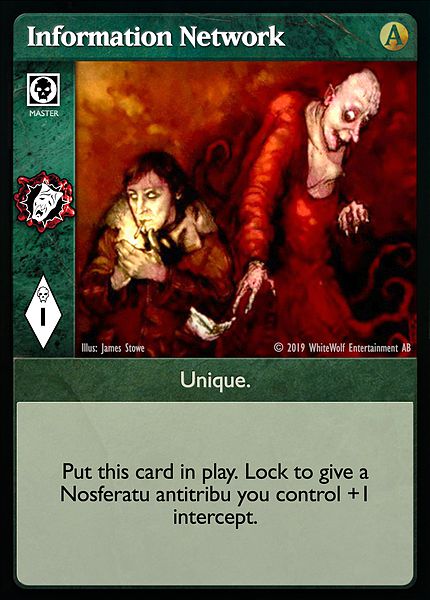 Information Network
A
MASTER
1
Illus: James Stowe © 2019 WhiteWolf Entertainment AB
Unique.
Put this card in play. Lock to give a
Nosferatu antitribu you control +1
intercept.